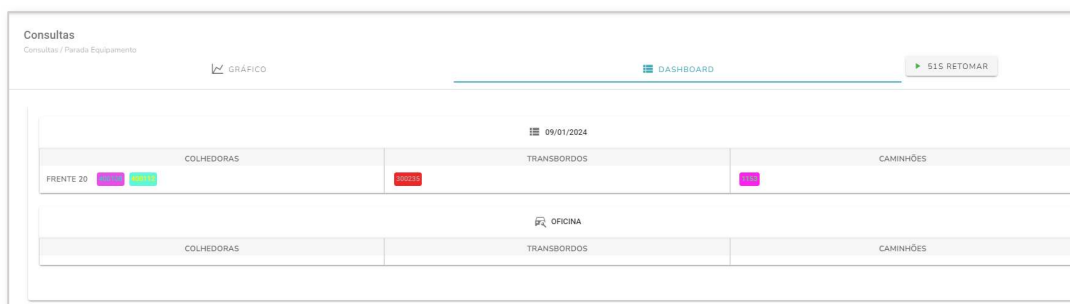 Consultas
Consultas / Parada Equipamento
GRÁFICO
DASHBOARD
51S RETOMAR
09/01/2024
COLHEDORAS TRANSBORDOS CAMINHÕES
FRENTE 20 300235
OFICINA
COLHEDORAS TRANSBORDOS CAMINHÕES